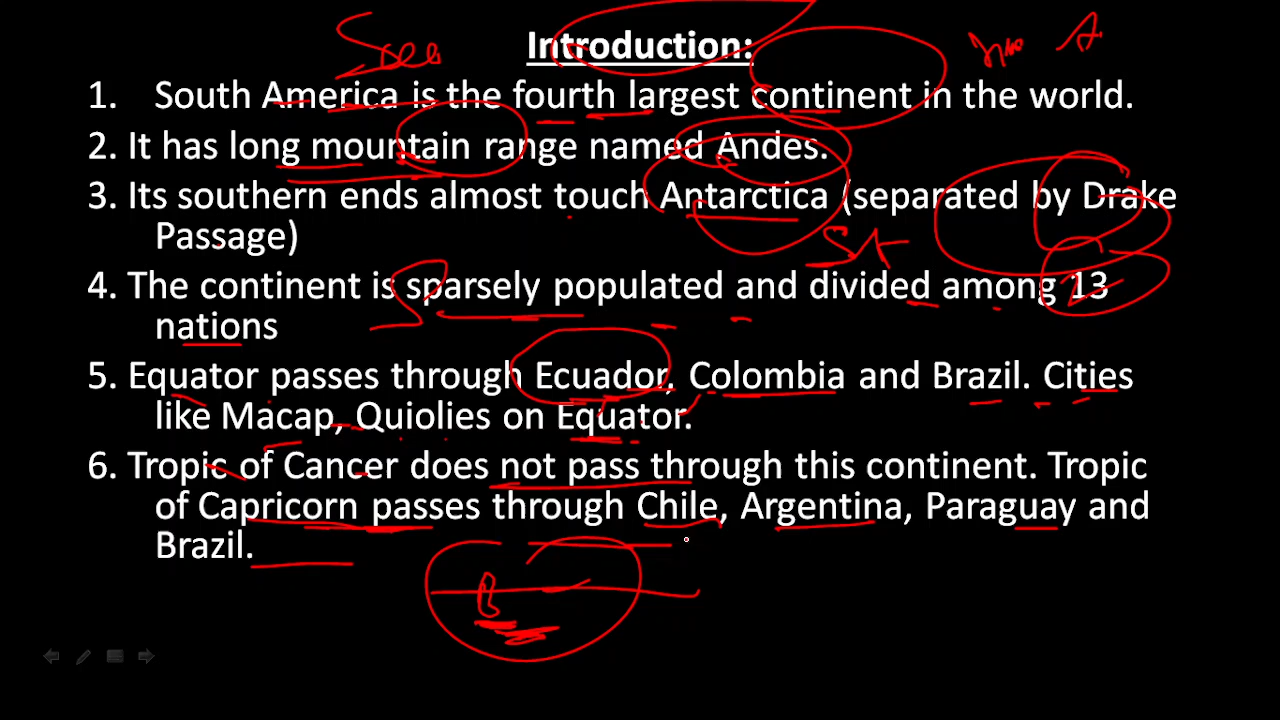 Introduction:
1. South America is the fourth largest continent in the world.
2. It has long mountain range named Andes.
3. Its southern ends almost touch Antarctica (separated by Drake
Passage)
4. The continent is sparsely populated and divided among 13
nations
5. Equator passes through Ecuador, Colombia and Brazil. Cities
like Macap, Quiolies on Equator.
6. Tropic of Cancer does not pass through this continent. Tropic
of Capricorn passes through Chile, Argentina, Paraguay and
Brazil.
B